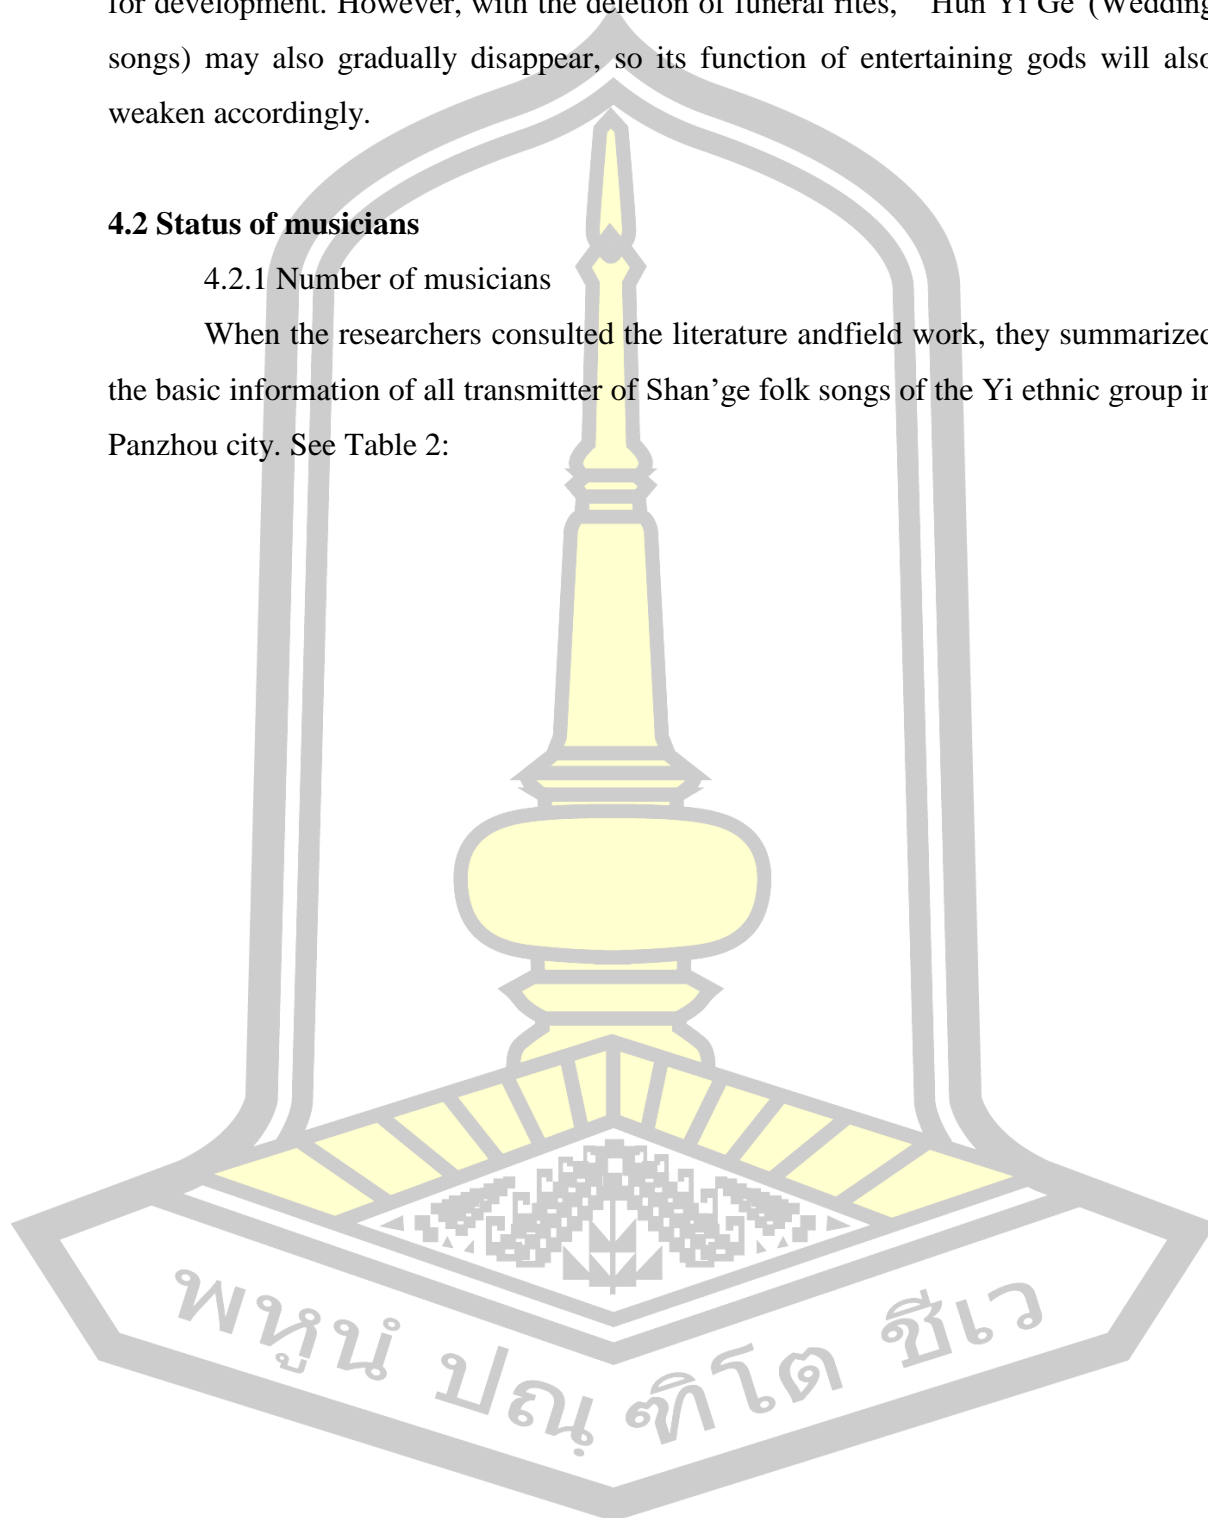 for development. However, with the deletion of funeral rites, " Hun Yi Ge" (Wedding
songs) may also gradually disappear, so its function of entertaining gods will also
weaken accordingly.
4.2 Status of musicians
4.2.1 Number of musicians
When the researchers consulted the literature andfield work, they summarized
the basic information of all transmitter of Shan’ge folk songs of the Yi ethnic group in
Panzhou city. See Table 2:
พหูนํ ปณฺฑิโต ชีเว